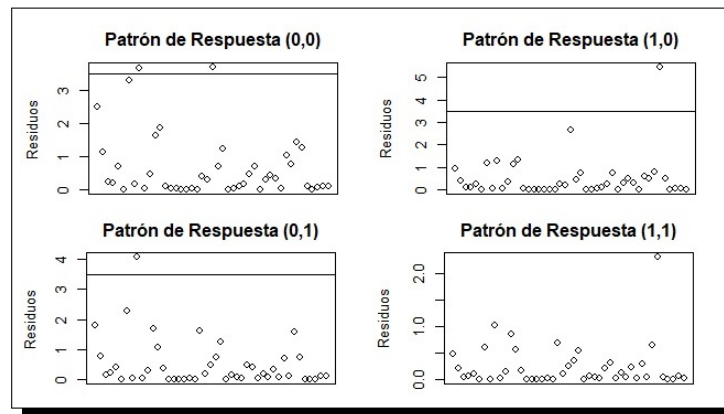 Patrón de Respuesta (0,0)
Residuos
3
2
1
0
Patrón de Respuesta (1,0)
Residuos
5
4
3
2
1
0
Patrón de Respuesta (0,1)
Residuos
4
3
2
1
0
Patrón de Respuesta (1,1)
Residuos
2.0
1.0
0.0